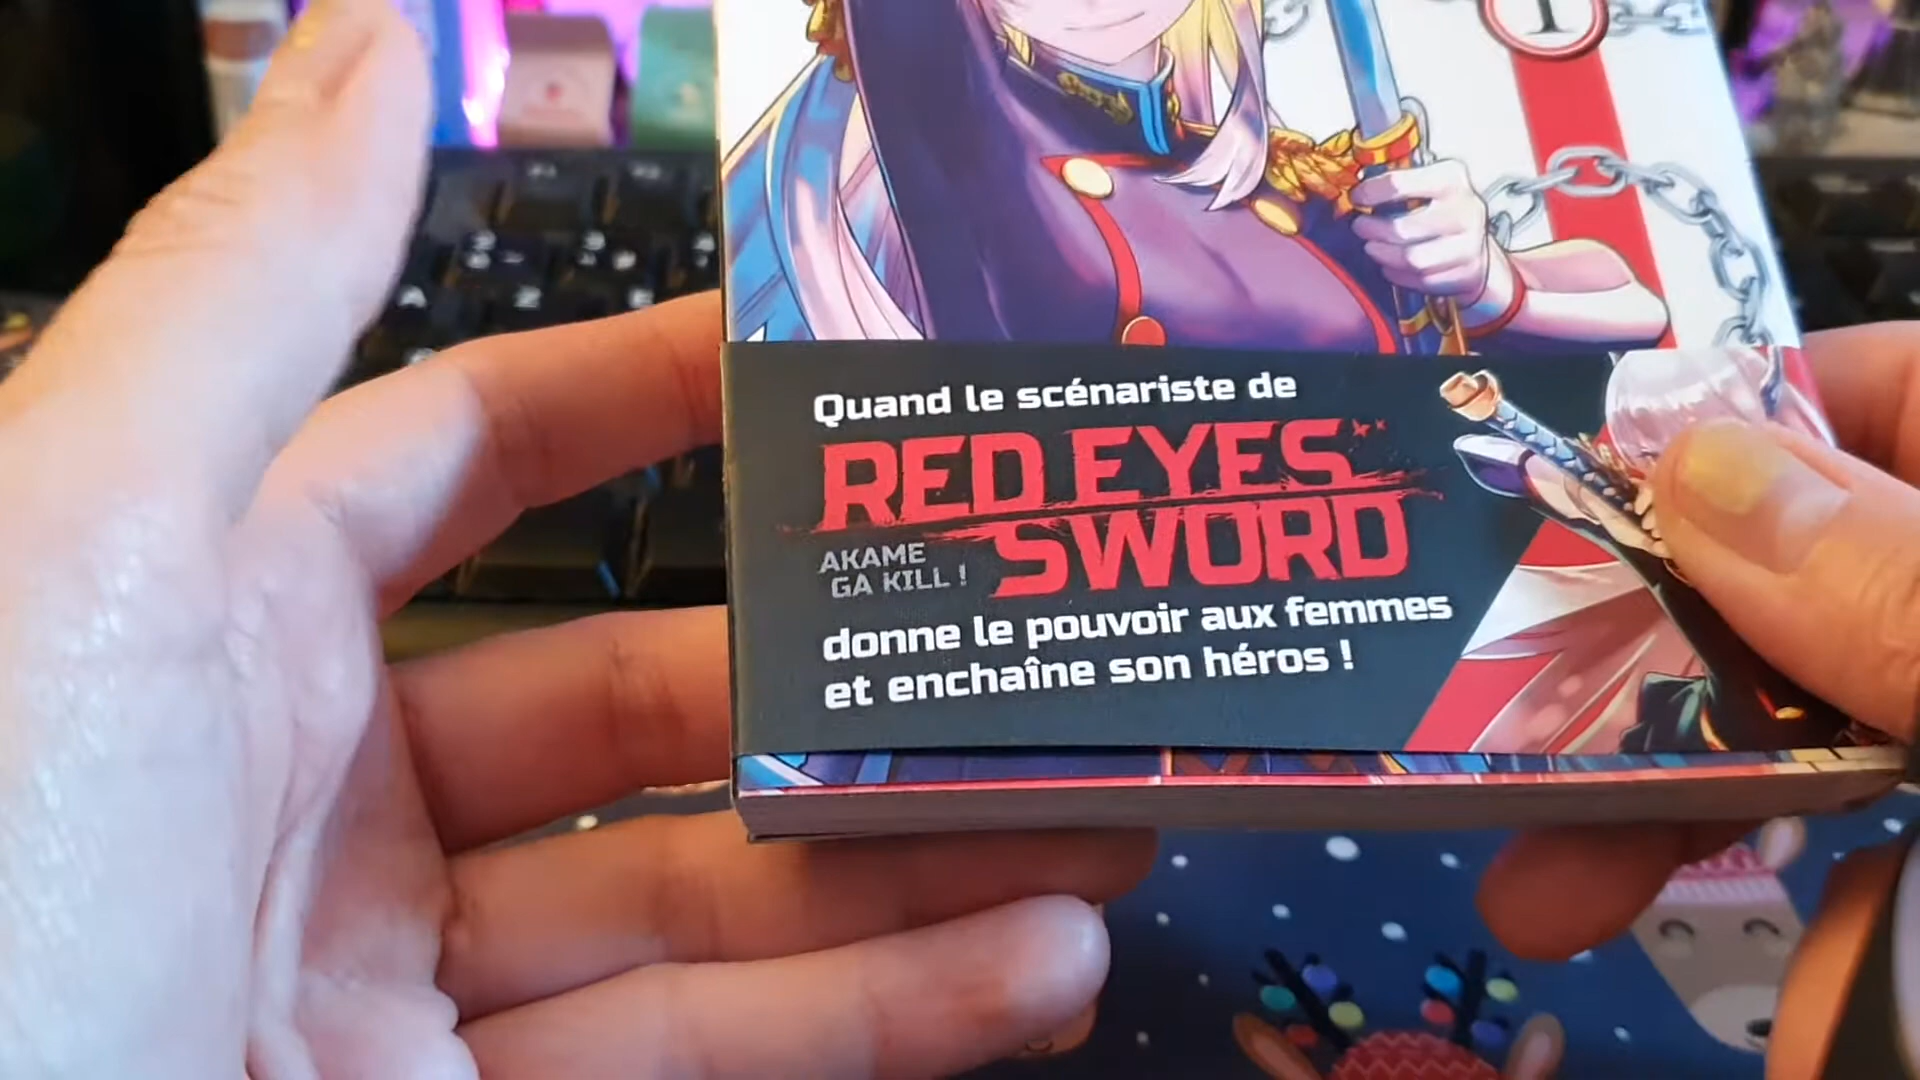 1
Quand le scénariste de
RED EYES
SWORD
AKAME
GA KILL !
donne le pouvoir aux femmes
et enchaîne son héros !
A
Z
E